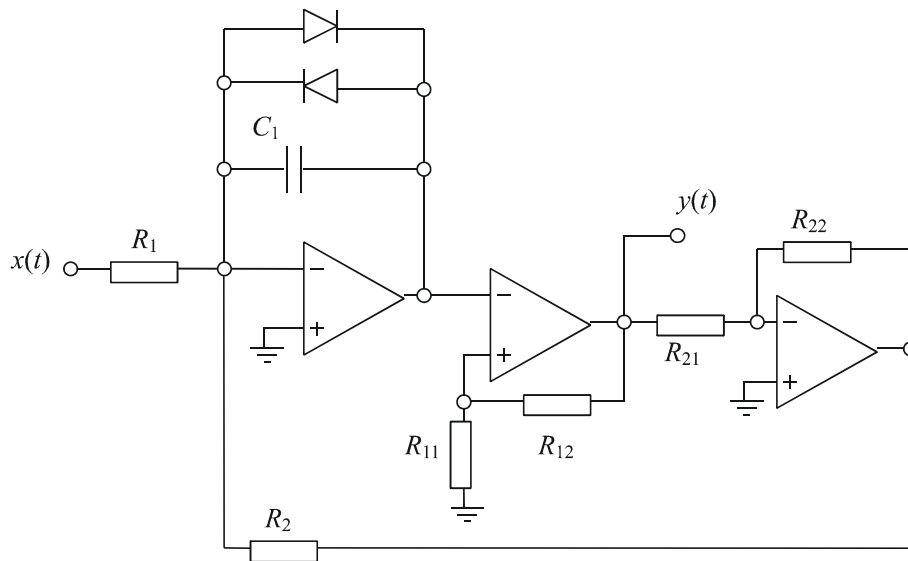 C1
y(t)
R22
x(t)
R1
−
+
−
+
R21
−
+
R11
R12
R2